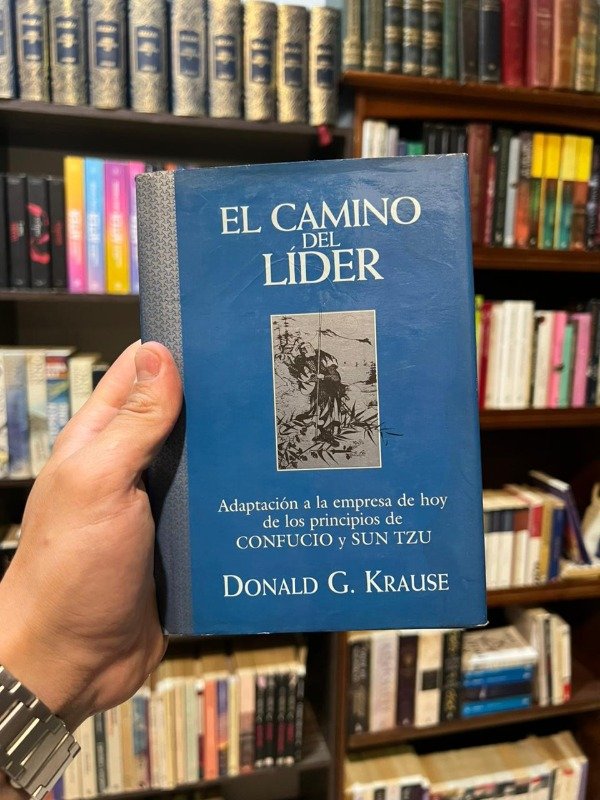 EL CAMINO
DEL
LÍDER
Adaptación a la empresa de hoy
de los principios de
CONFUCIO y SUN TZU
DONALD G. KRAUSE